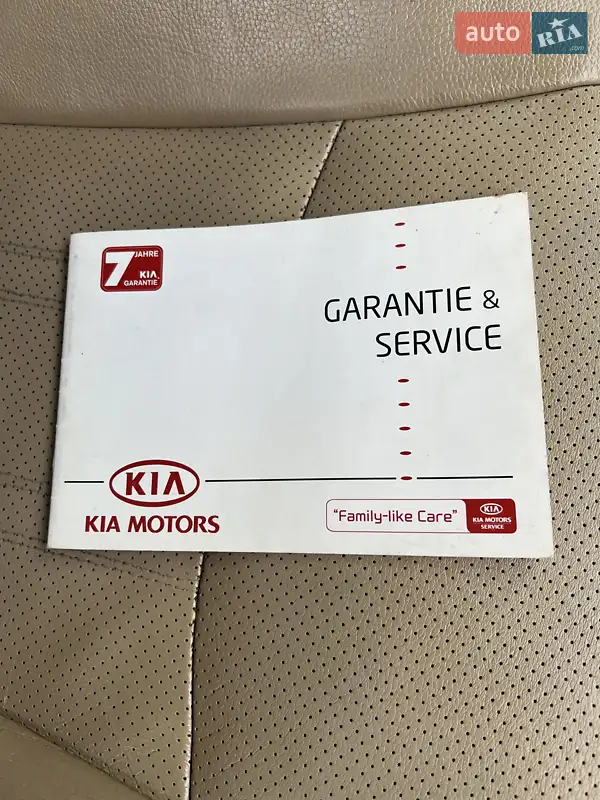 auto RIA
.com
7 JAHRE
KIA
GARANTIE
GARANTIE &
SERVICE
KIA
KIA MOTORS
"Family-like Care"
KIA
KIA MOTORS
SERVICE